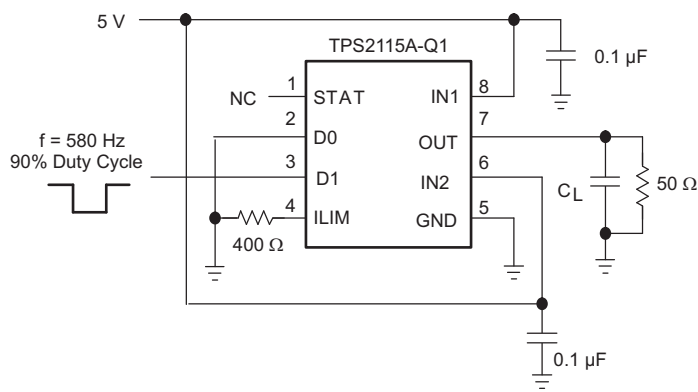 5 V
TPS2115A-Q1
0.1 µF
NC
1
STAT
IN1
8
f = 580 Hz
90% Duty Cycle
2
D0
OUT
7
3
D1
IN2
6
CL
50 Ω
4
ILIM
GND
5
400 Ω
0.1 µF